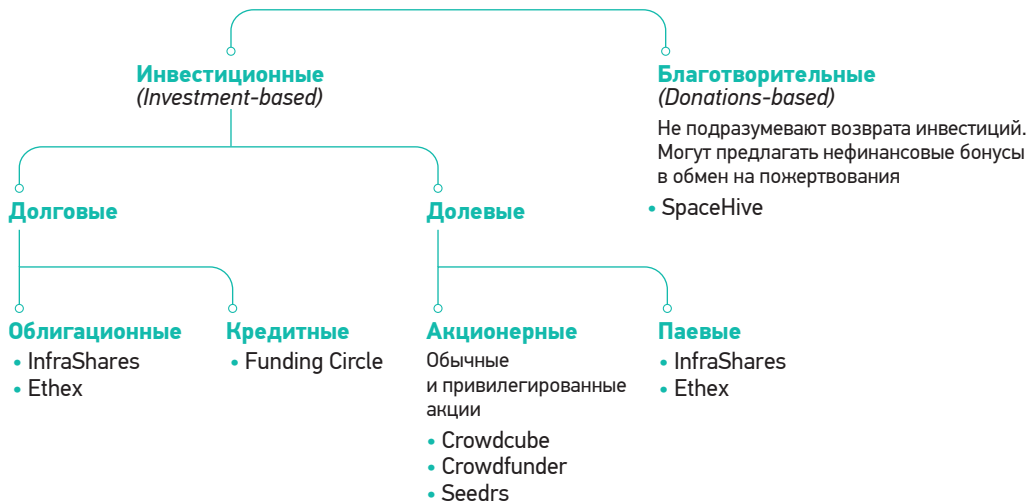 Инвестиционные
(Investment-based)
Благотворительные
(Donations-based)
Не подразумевают возврата инвестиций.
Могут предлагать нефинансовые бонусы
в обмен на пожертвования
• SpaceHive
Долговые
Долевые
Облигационные
• InfraShares
• Ethex
Кредитные
• Funding Circle
Акционерные
Обычные
и привилегированные
акции
• Crowdcube
• Crowdfunder
• Seedrs
Паевые
• InfraShares
• Ethex